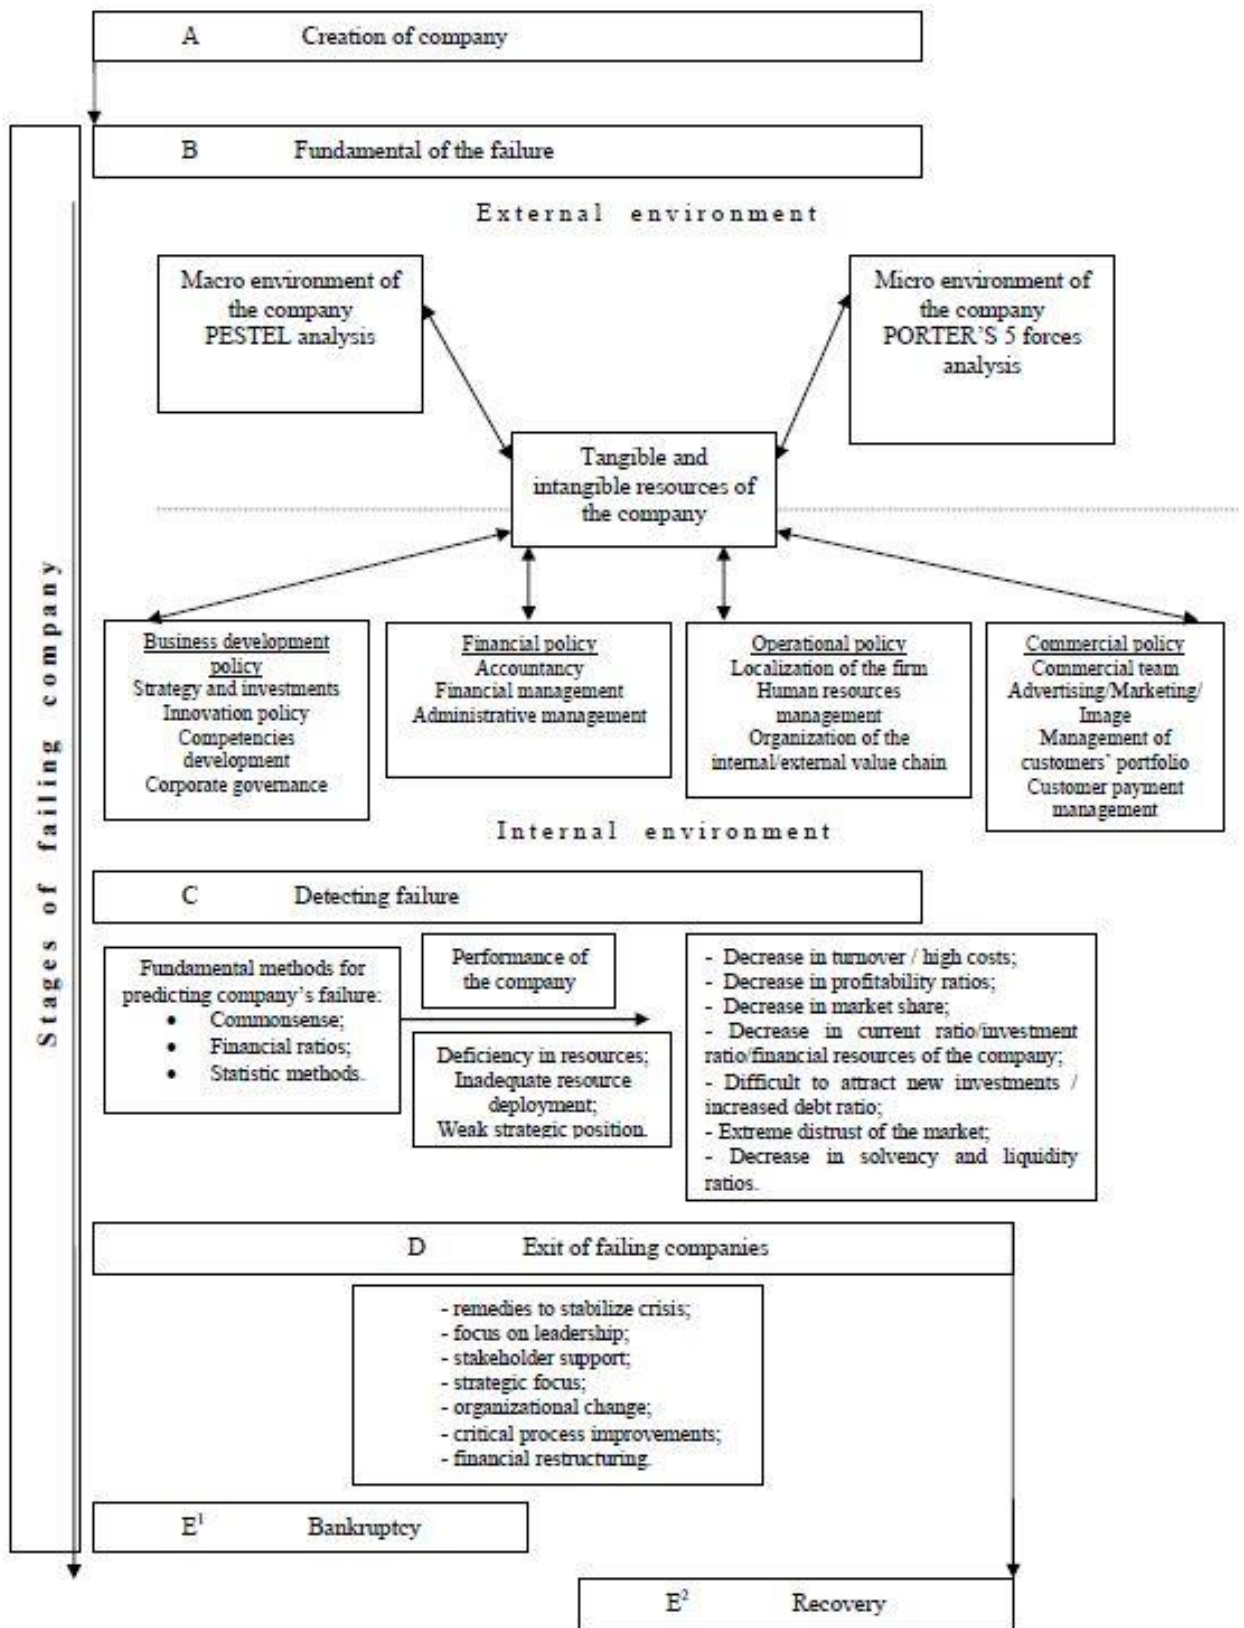 A Creation of company
B Fundamental of the failure
External environment
Macro environment of
the company
PESTEL analysis
Micro environment of
the company
PORTER'S 5 forces
analysis
Tangible and
intangible resources of
the company
Stages of failing company
Business development
policy
Strategy and investments
Innovation policy
Competencies
development
Corporate governance
Financial policy
Accountancy
Financial management
Administrative management
Operational policy
Localization of the firm
Human resources
management
Organization of the
internal/external value chain
Commercial policy
Commercial team
Advertising/Marketing/
Image
Management of
customers' portfolio
Customer payment
management
Internal environment
C Detecting failure
Fundamental methods for
predicting company's failure:
• Commonsense;
• Financial ratios;
• Statistic methods.
Performance of
the company
Deficiency in resources;
Inadequate resource
deployment;
Weak strategic position.
- Decrease in turnover / high costs;
- Decrease in profitability ratios;
- Decrease in market share;
- Decrease in current ratio/investment
ratio/financial resources of the company;
- Difficult to attract new investments /
increased debt ratio;
- Extreme distrust of the market;
- Decrease in solvency and liquidity
ratios.
D Exit of failing companies
- remedies to stabilize crisis;
- focus on leadership;
- stakeholder support;
- strategic focus;
- organizational change;
- critical process improvements;
- financial restructuring.
E¹ Bankruptcy
E² Recovery